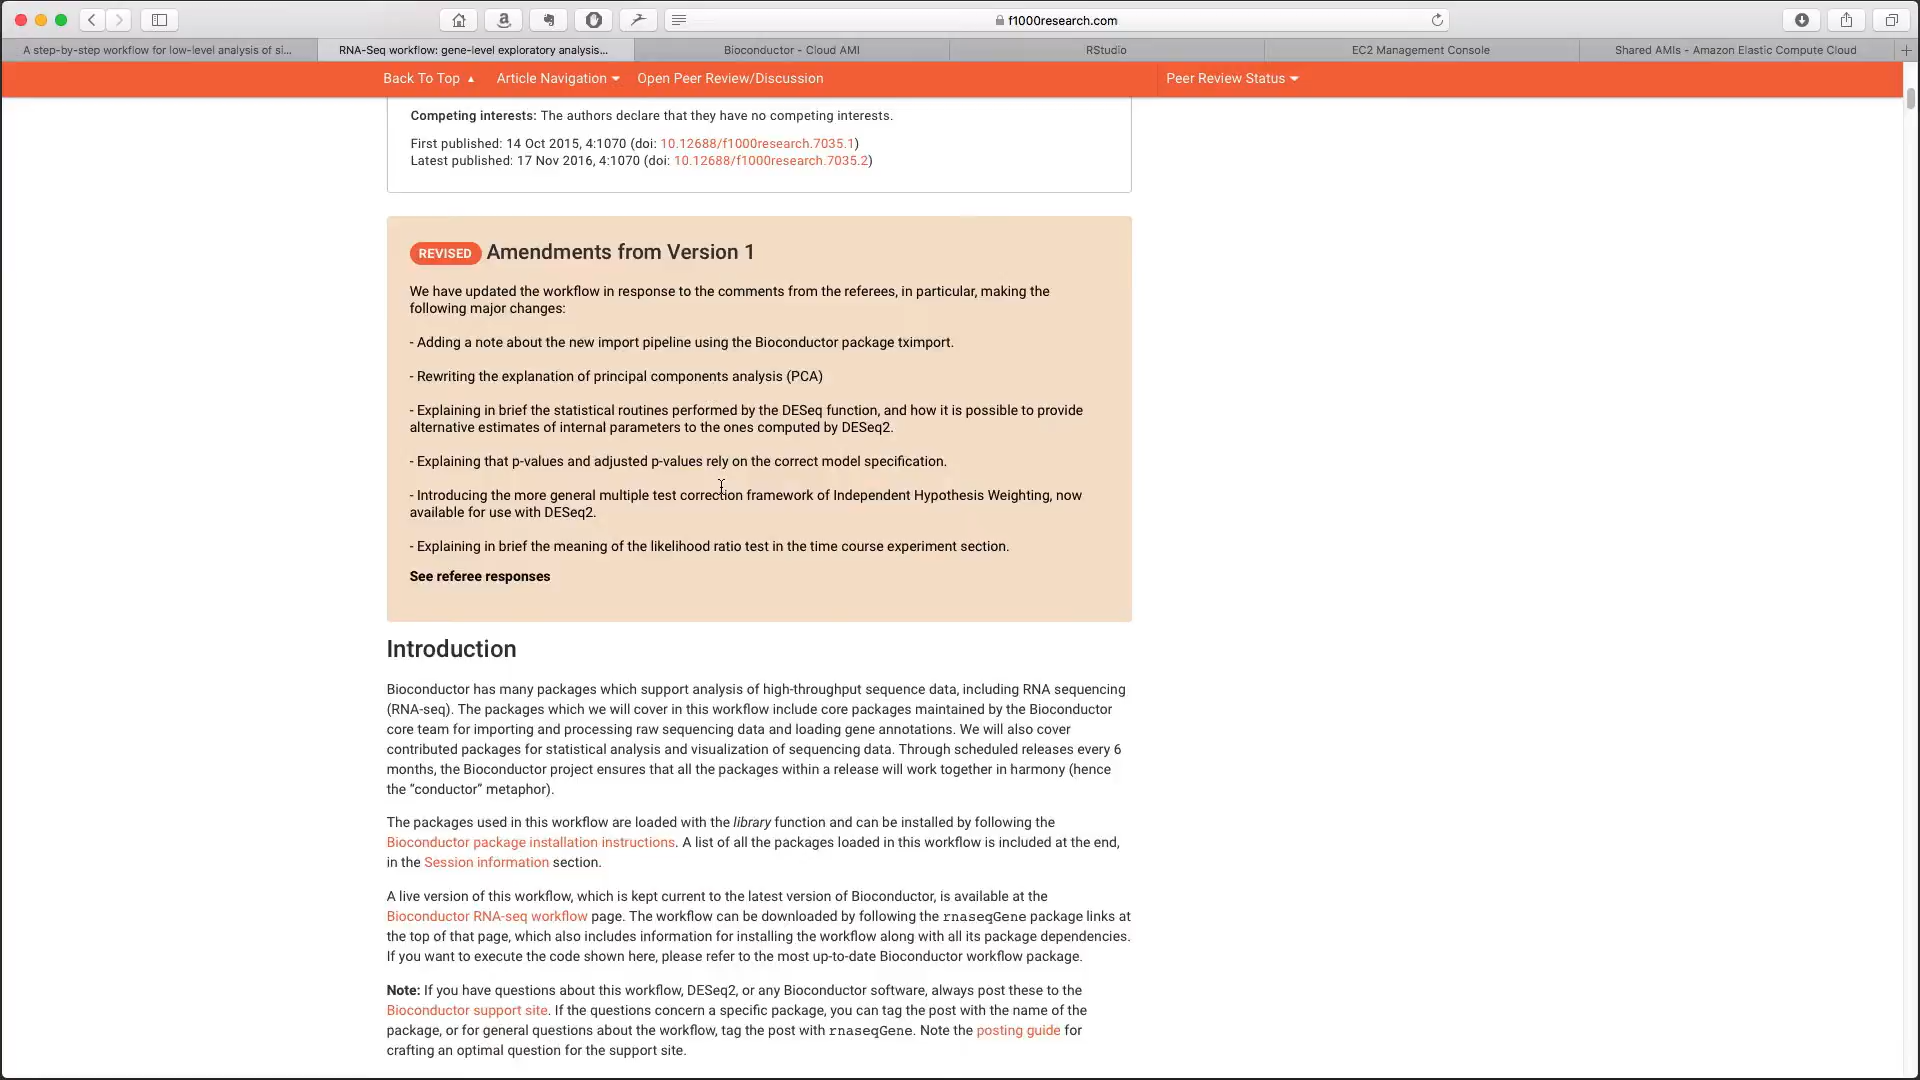 f1000research.com
A step-by-step workflow for low-level analysis of si...
RNA-Seq workflow: gene-level exploratory analysis...
Bioconductor - Cloud AMI
RStudio
EC2 Management Console
Shared AMIs - Amazon Elastic Compute Cloud
Back To Top
Article Navigation
Open Peer Review/Discussion
Peer Review Status
Competing interests: The authors declare that they have no competing interests.
First published: 14 Oct 2015, 4:1070 (doi: 10.12688/f1000research.7035.1)
Latest published: 17 Nov 2016, 4:1070 (doi: 10.12688/f1000research.7035.2)
REVISED Amendments from Version 1
We have updated the workflow in response to the comments from the referees, in particular, making the
following major changes:
- Adding a note about the new import pipeline using the Bioconductor package tximport.
- Rewriting the explanation of principal components analysis (PCA)
- Explaining in brief the statistical routines performed by the DESeq function, and how it is possible to provide
alternative estimates of internal parameters to the ones computed by DESeq2.
- Explaining that p-values and adjusted p-values rely on the correct model specification.
- Introducing the more general multiple test correction framework of Independent Hypothesis Weighting, now
available for use with DESeq2.
- Explaining in brief the meaning of the likelihood ratio test in the time course experiment section.
See referee responses
Introduction
Bioconductor has many packages which support analysis of high-throughput sequence data, including RNA sequencing
(RNA-seq). The packages which we will cover in this workflow include core packages maintained by the Bioconductor
core team for importing and processing raw sequencing data and loading gene annotations. We will also cover
contributed packages for statistical analysis and visualization of sequencing data. Through scheduled releases every 6
months, the Bioconductor project ensures that all the packages within a release will work together in harmony (hence
the “conductor” metaphor).
The packages used in this workflow are loaded with the library function and can be installed by following the
Bioconductor package installation instructions. A list of all the packages loaded in this workflow is included at the end,
in the Session information section.
A live version of this workflow, which is kept current to the latest version of Bioconductor, is available at the
Bioconductor RNA-seq workflow page. The workflow can be downloaded by following the rnaseqGene package links at
the top of that page, which also includes information for installing the workflow along with all its package dependencies.
If you want to execute the code shown here, please refer to the most up-to-date Bioconductor workflow package.
Note: If you have questions about this workflow, DESeq2, or any Bioconductor software, always post these to the
Bioconductor support site. If the questions concern a specific package, you can tag the post with the name of the
package, or for general questions about the workflow, tag the post with rnaseqGene. Note the posting guide for
crafting an optimal question for the support site.